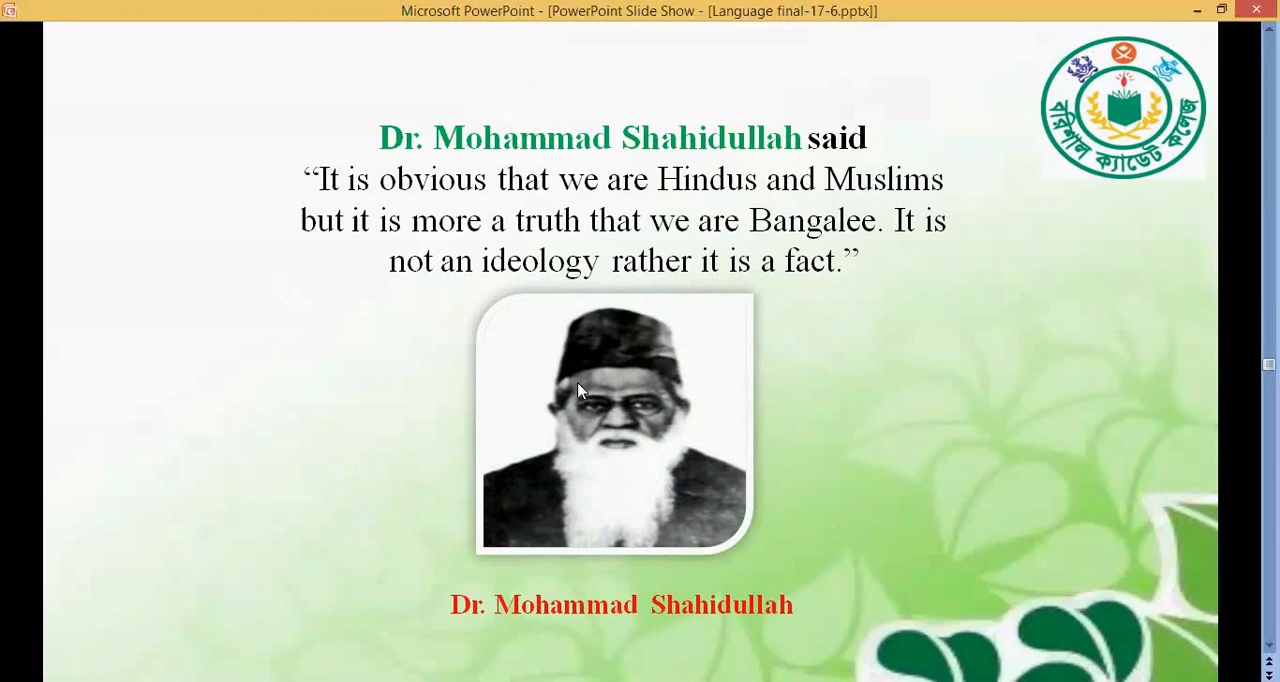 Microsoft PowerPoint - [PowerPoint Slide Show - [Language final-17-6.pptx]]
বরিশাল ক্যাডেট কলেজ
Dr. Mohammad Shahidullah said
“It is obvious that we are Hindus and Muslims
but it is more a truth that we are Bangalee. It is
not an ideology rather it is a fact.”
Dr. Mohammad Shahidullah